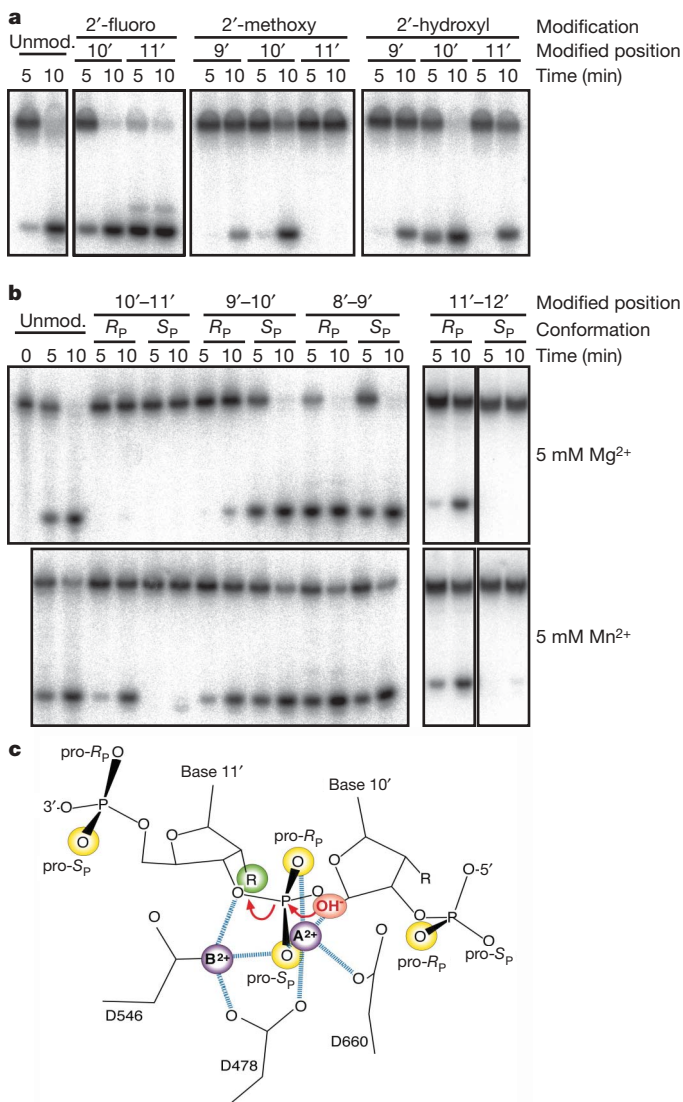 a
2′-fluoro 2′-methoxy 2′-hydroxyl Modification
Unmod. 10′ 11′ 9′ 10′ 11′ 9′ 10′ 11′ Modified position
5 10 5 10 5 10 5 10 5 10 5 10 5 10 5 10 5 10 Time (min)
b
10′–11′ 9′–10′ 8′–9′ 11′–12′ Modified position
Unmod. RP SP RP SP RP SP RP SP Conformation
0 5 10 5 10 5 10 5 10 5 10 5 10 5 10 5 10 5 10 Time (min)
5 mM Mg2+
5 mM Mn2+
c
pro-RP O
Base 11′
Base 10′
3′-O P O
pro-RP
O
pro-SP
O
O
R
O
O
P
O
OH-
O
R
O-5′
O
P
O
pro-RP
pro-SP
O
B2+
O
A2+
pro-SP
O
O
D546
O
O
D660
D478